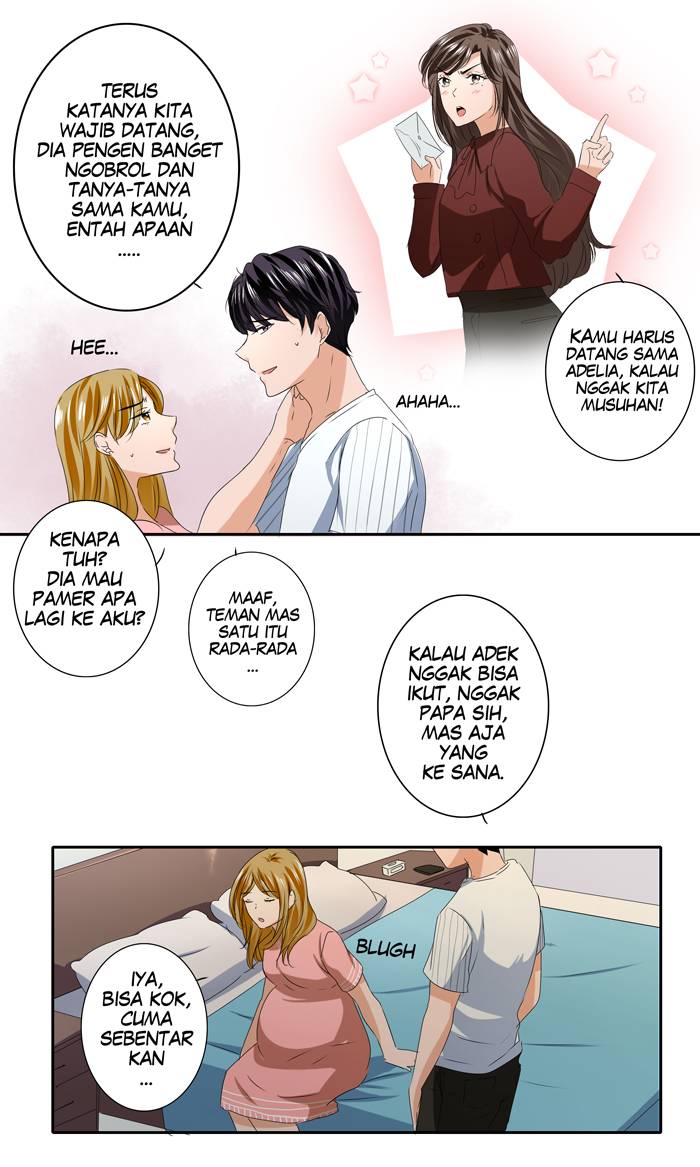 TERUS
KATANYA KITA
WAJIB DATANG,
DIA PENGEN BANGET
NGOBROL DAN
TANYA-TANYA
SAMA KAMU,
ENTAH APAAN
.....
KAMU HARUS
DATANG SAMA
ADELIA, KALAU
NGGAK KITA
MUSUHAN!
HEE...
AHAHA...
KENAPA
TUH?
DIA MAU
PAMER APA
LAGI KE AKU?
MAAF,
TEMAN MAS
SATU ITU
RADA-RADA
...
KALAU ADEK
NGGAK BISA
IKUT, NGGAK
PAPA SIH,
MAS AJA
YANG
KE SANA.
BLUGH
IYA,
BISA KOK,
CUMA
SEBENTAR
KAN
...